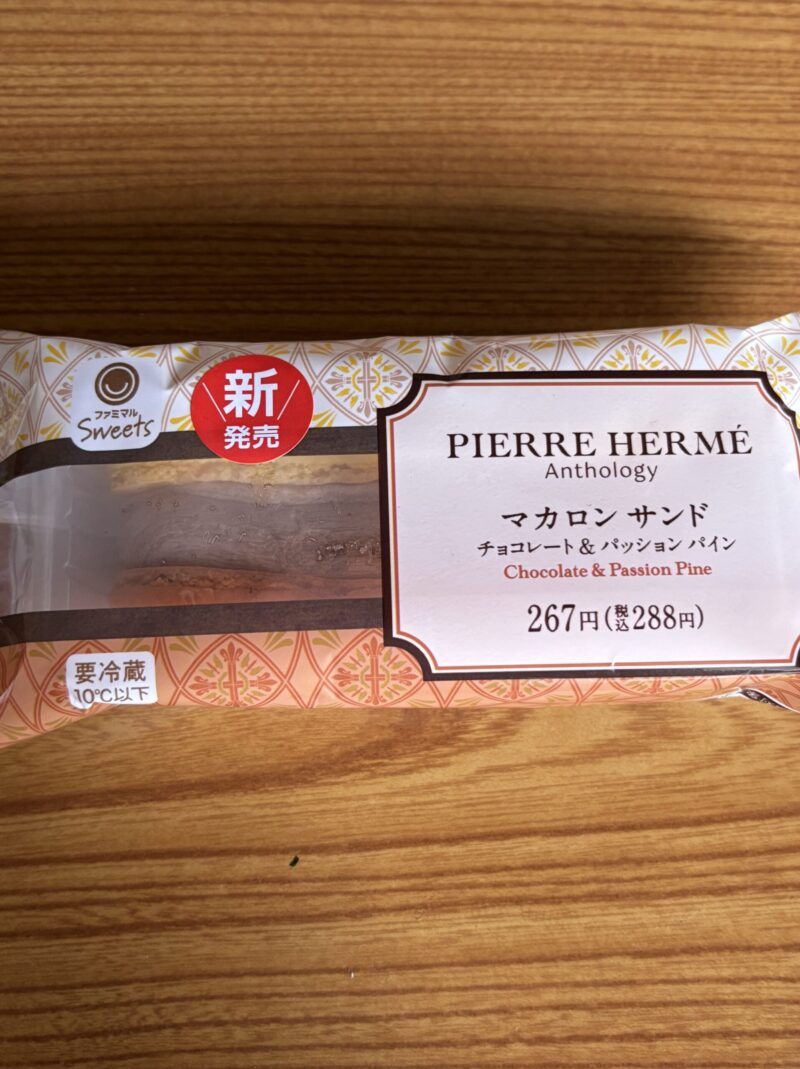 ファミマル
Sweets
新
発売
PIERRE HERMÉ
Anthology
マカロン サンド
チョコレート & パッション パイン
Chocolate & Passion Pine
267円(税込288円)
要冷蔵
10℃以下